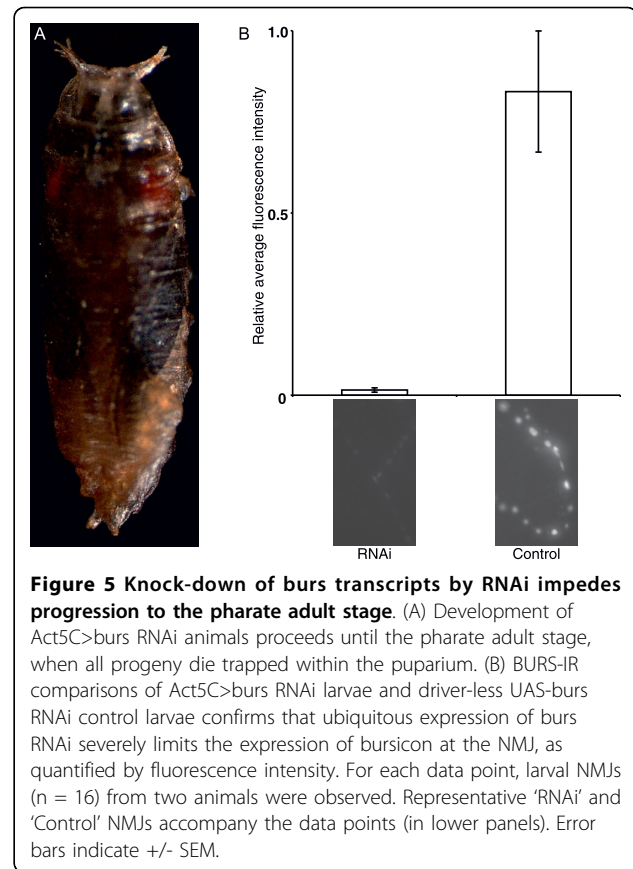 A
B
1.0
Relative average fluorescence intensity
0.5
0
RNAi
Control
Figure 5 Knock-down of burs transcripts by RNAi impedes
progression to the pharate adult stage. (A) Development of
Act5C>burs RNAi animals proceeds until the pharate adult stage,
when all progeny die trapped within the puparium. (B) BURS-IR
comparisons of Act5C>burs RNAi larvae and driver-less UAS-burs
RNAi control larvae confirms that ubiquitous expression of burs
RNAi severely limits the expression of bursicon at the NMJ, as
quantified by fluorescence intensity. For each data point, larval NMJs
(n = 16) from two animals were observed. Representative ‘RNAi’ and
‘Control’ NMJs accompany the data points (in lower panels). Error
bars indicate +/- SEM.